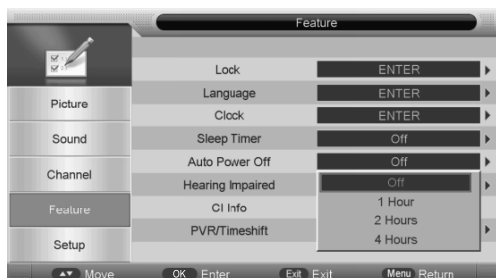 Feature
Lock ENTER
Language ENTER
Clock ENTER
Sleep Timer Off
Auto Power Off Off
Hearing Impaired
CI Info
PVR/Timeshift
Off
1 Hour
2 Hours
4 Hours
Picture
Sound
Channel
Feature
Setup
Move OK Enter Exit Exit Menu Return